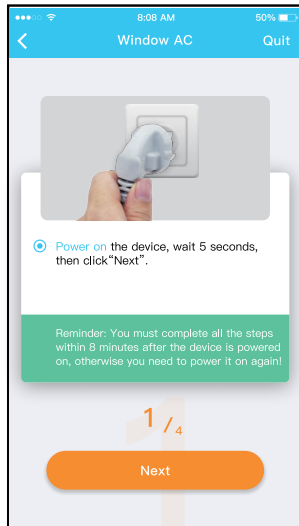 8:08 AM
50%
Window AC
Quit
Power on the device, wait 5 seconds,
then click“Next”.
Reminder: You must complete all the steps
within 8 minutes after the device is powered
on, otherwise you need to power it on again!
1 / 4
Next